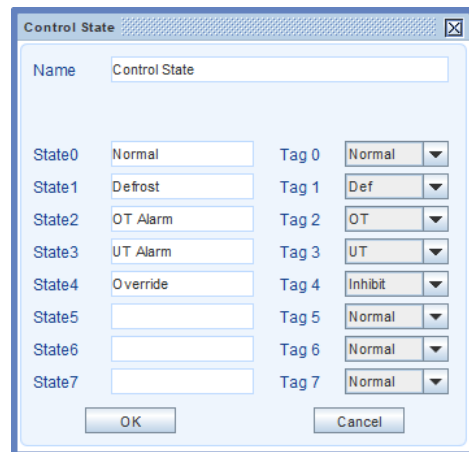 Control State
Name Control State
State0 Normal Tag 0 Normal
State1 Defrost Tag 1 Def
State2 OT Alarm Tag 2 OT
State3 UT Alarm Tag 3 UT
State4 Override Tag 4 Inhibit
State5 Tag 5 Normal
State6 Tag 6 Normal
State7 Tag 7 Normal
OK Cancel